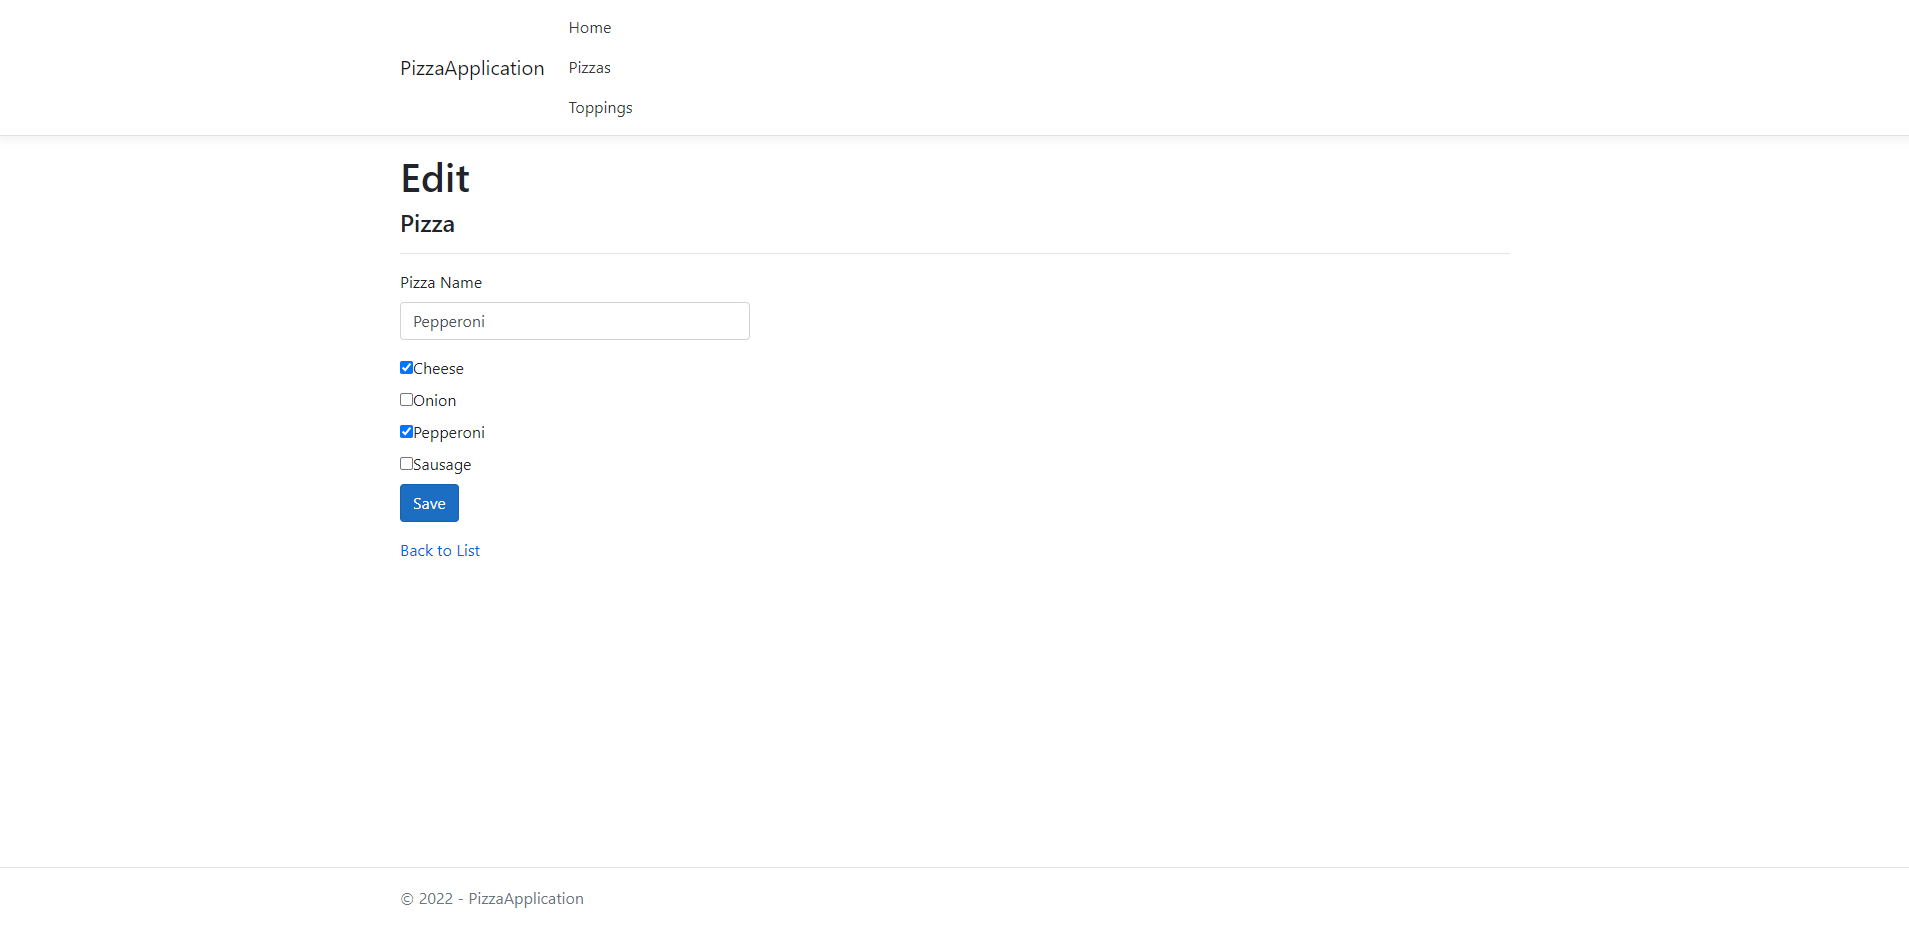 PizzaApplication
Home
Pizzas
Toppings
Edit
Pizza
Pizza Name
Pepperoni
Cheese
Onion
Pepperoni
Sausage
Save
Back to List
© 2022 - PizzaApplication